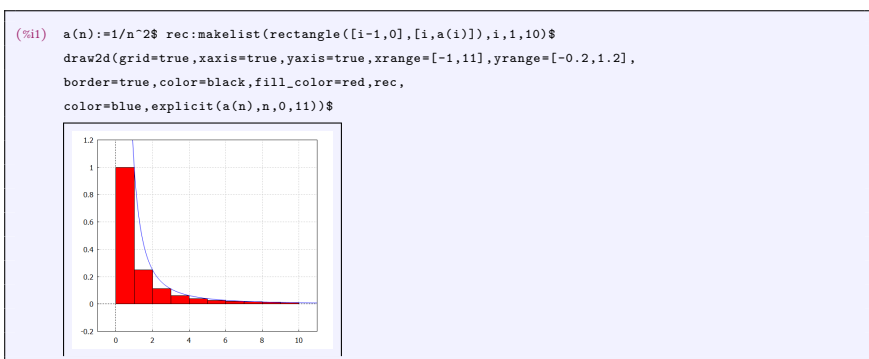 (%i1) a(n):=1/n^2$ rec:makelist(rectangle([i-1,0],[i,a(i)]),i,1,10)$
draw2d(grid=true,xaxis=true,yaxis=true,xrange=[-1,11],yrange=[-0.2,1.2],
border=true,color=black,fill_color=red,rec,
color=blue,explicit(a(n),n,0,11))$
1.2
1
0.8
0.6
0.4
0.2
0
-0.2
0 2 4 6 8 10